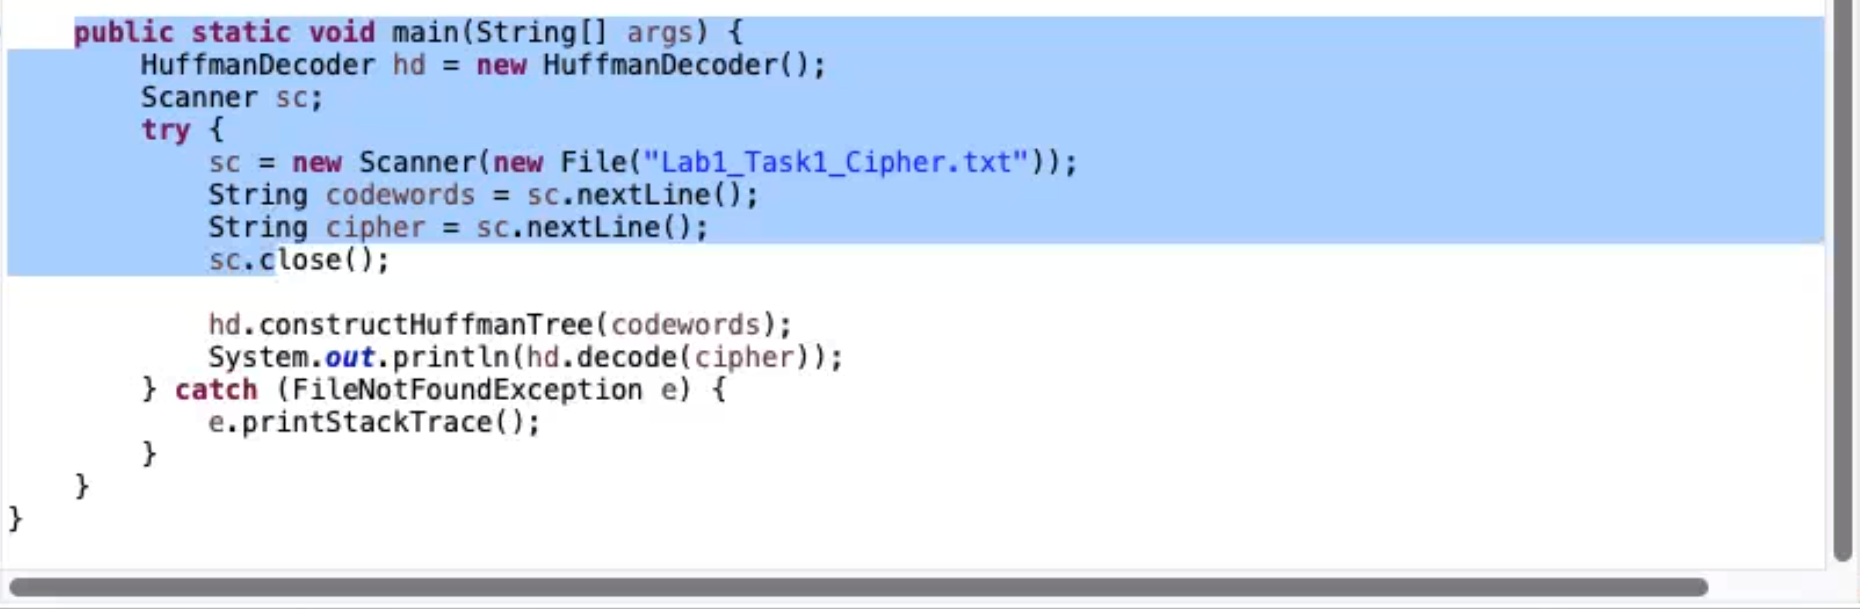 public static void main(String[] args) {
HuffmanDecoder hd = new HuffmanDecoder();
Scanner sc;
try {
sc = new Scanner(new File("Lab1_Task1_Cipher.txt"));
String codewords = sc.nextLine();
String cipher = sc.nextLine();
sc.close();
hd.constructHuffmanTree(codewords);
System.out.println(hd.decode(cipher));
} catch (FileNotFoundException e) {
e.printStackTrace();
}
}
}